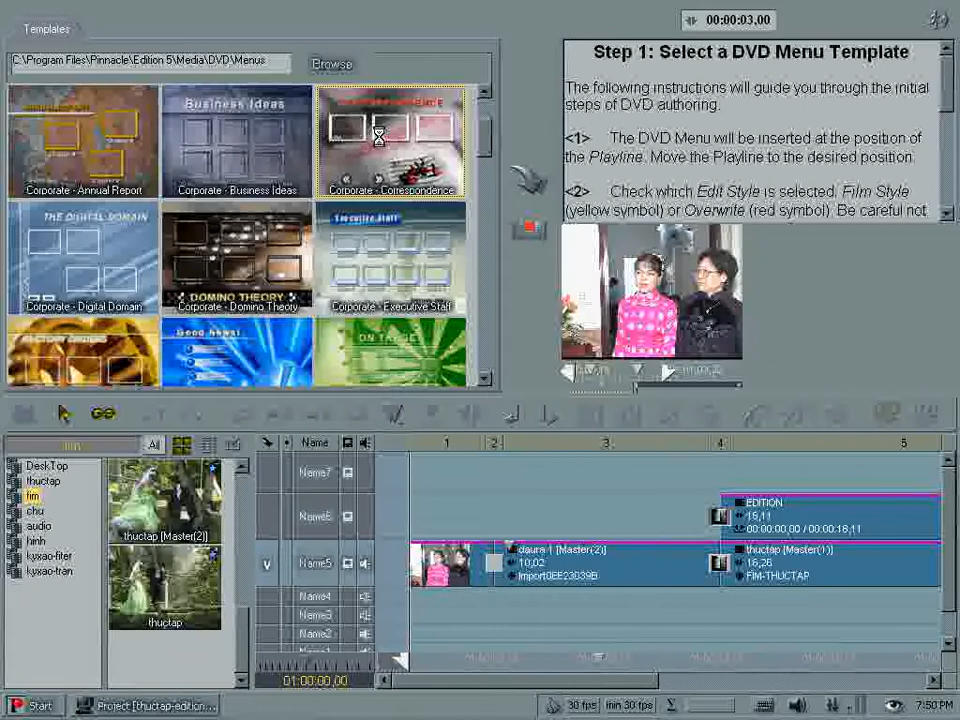 00:00:03,00
Templates
C:\Program Files\Pinnacle\Edition 5\Media\DVD\Menus
Browse
Step 1: Select a DVD Menu Template
The following instructions will guide you through the initial
steps of DVD authoring.
<1> The DVD Menu will be inserted at the position of
the Playline. Move the Playline to the desired position.
<2> Check which Edit Style is selected. Film Style
(yellow symbol) or Overwrite (red symbol). Be careful not
Business Ideas
Corporate - Annual Report
Corporate - Business Ideas
Corporate - Correspondence
THE DIGITAL DOMAIN
DOMINO THEORY
Executive Staff
Corporate - Digital Domain
Corporate - Domino Theory
Corporate - Executive Staff
Good News!
ON TARGET
All
Name
1
2
3
4
5
DeskTop
thuctap
fim
chu
audio
hinh
kyxao-filter
kyxao-tran
thuctap [Master(2)]
thuctap
Name7
Name6
Name5
Name4
Name3
Name2
V
EDITION
18,11
00:00:00,00 / 00:00:18,11
daura 1 [Master(2)]
10,02
thuctap [Master(1)]
16,26
FIM-THUCTAP
01:00:00,00
Start
Project [thuctap-edition...
30 fps
min 30 fps
Σ
7:50 PM